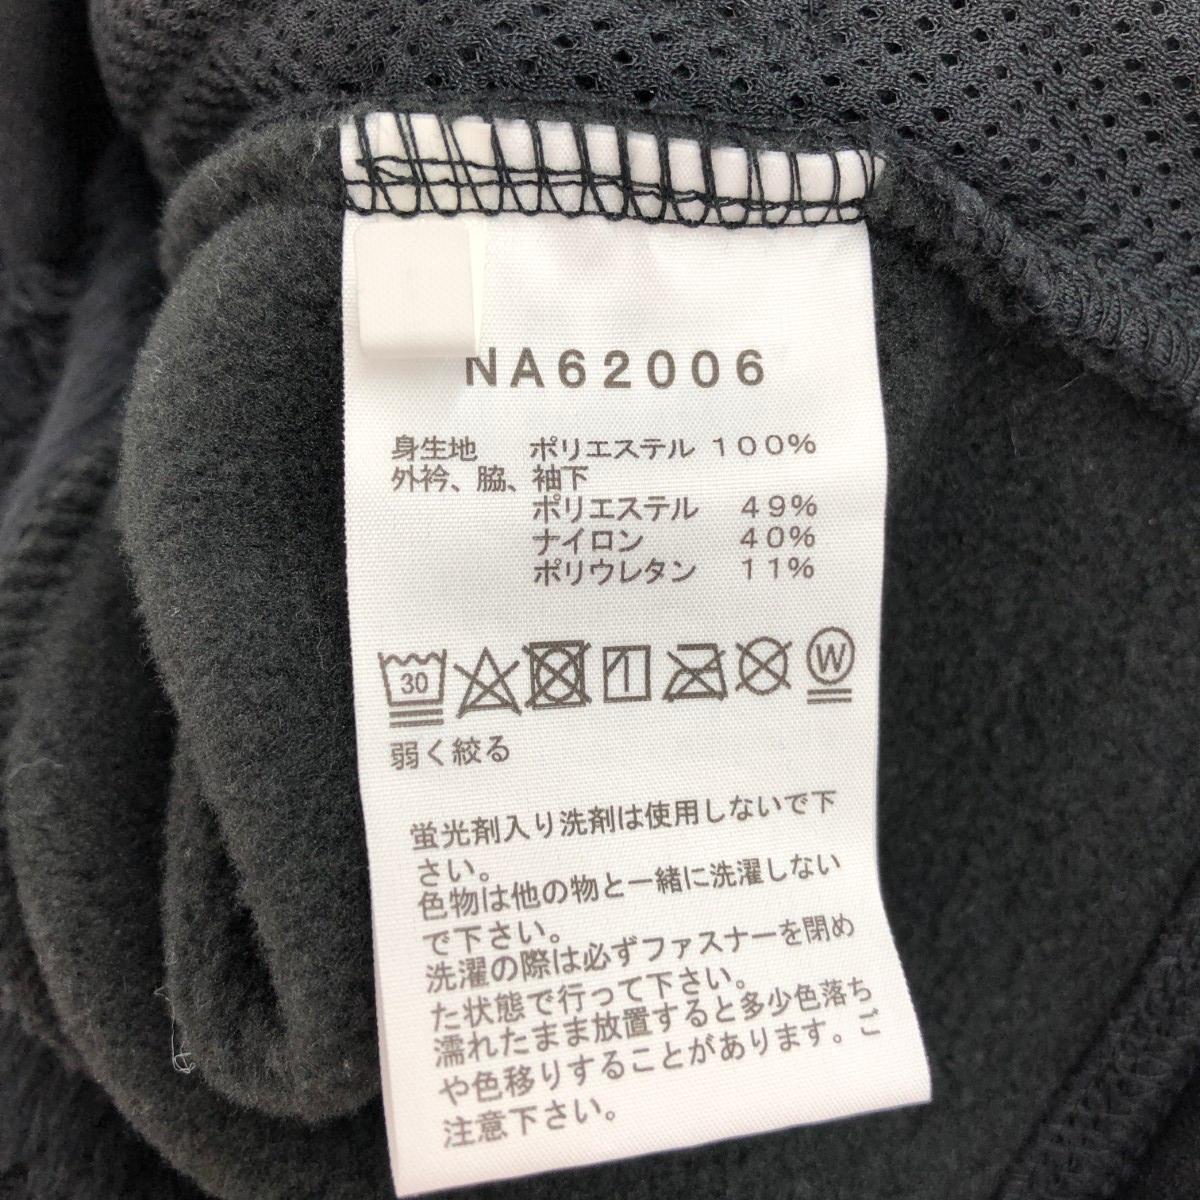 NA62006
身生地 ポリエステル 100%
外衿、脇、袖下
ポリエステル 49%
ナイロン 40%
ポリウレタン 11%
30 W
弱く絞る
蛍光剤入り洗剤は使用しないで下
さい。
色物は他の物と一緒に洗濯しない
で下さい。
洗濯の際は必ずファスナーを閉め
た状態で行って下さい。
濡れたまま放置すると多少色落ち
や色移りすることがあります。ご
注意下さい。